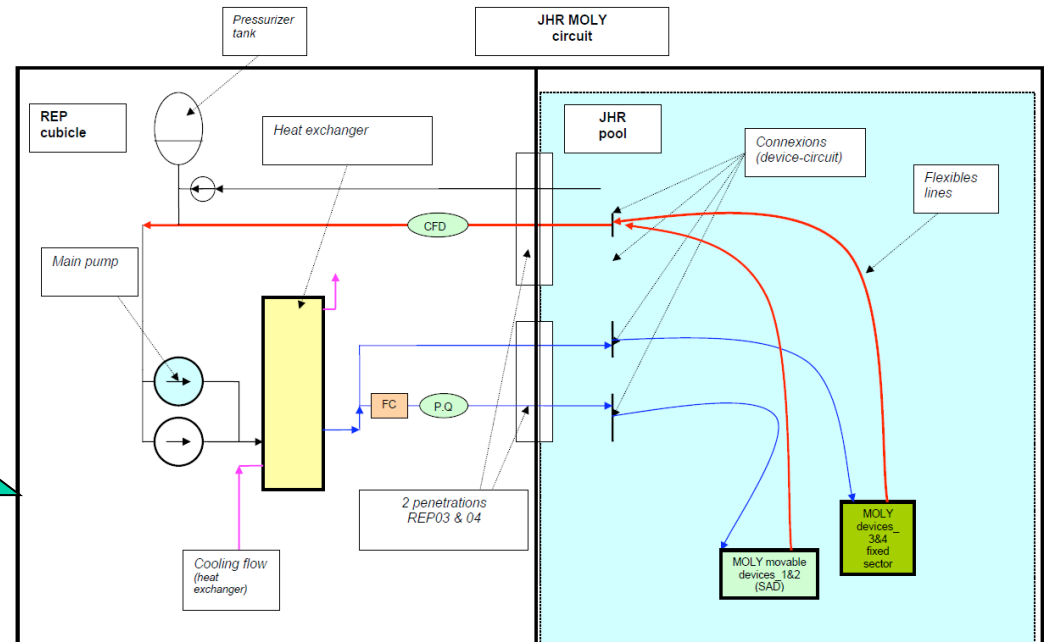 Pressurizer
tank
JHR MOLY
circuit
REP
cubicle
Heat exchanger
JHR
pool
Connexions
(device-circuit)
Flexibles
lines
CFD
Main pump
FC
P.Q
2 penetrations
REP03 & 04
MOLY
devices_
3&4
fixed
sector
MOLY movable
devices_1&2
(SAD)
Cooling flow
(heat
exchanger)